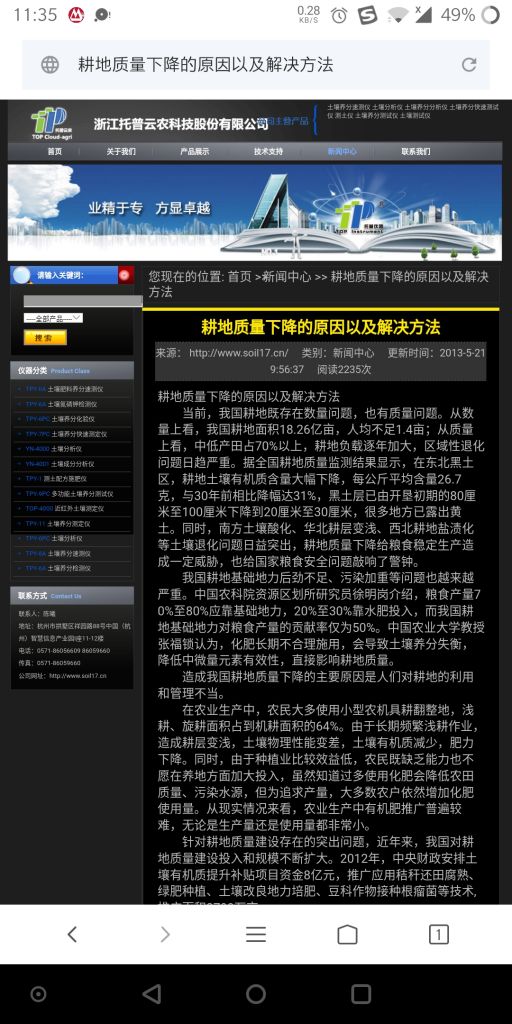 11:35
0.28
KB/S
49%
耕地质量下降的原因以及解决方法
托普云农
TOP Cloud-agri
浙江托普云农科技股份有限公司
公司主营产品
土壤养分速测仪 土壤分析仪 土壤养分分析仪 土壤养分快速测试
仪 测土仪 土壤养分测试仪 土壤测试仪
首页 关于我们 产品展示 技术支持 新闻中心 联系我们
业精于专 方显卓越
TOP Instrument
请输入关键词:
----全部产品----
搜索
仪器分类 Product Class
TPY-6A 土壤肥料养分速测仪
TPY-6A 土壤氮磷钾检测仪
TPY-6PC 土壤养分化验仪
TPY-7PC 土壤养分快速测定仪
YN-4000 土壤分析仪
YN-4001 土壤成分分析仪
TPY-1 测土配方施肥仪
TPY-9PC 多功能土壤养分测试仪
TOP-4000 近红外土壤测定仪
TPY-11 土壤养分测定仪
TPY-6PC 土壤分析仪
TPY-6A 土壤养分速测仪
TPY-6A 土壤养分检测仪
联系方式 Contact Us
联系人：陈曦
地址：杭州市拱墅区祥园路88号中国（杭
州）智慧信息产业园I座11-12楼
电话：0571-86056609 86059660
传真：0571-86059660
公司网址：http://www.soil17.cn
您现在的位置: 首页 >>新闻中心 >> 耕地质量下降的原因以及解决
方法
耕地质量下降的原因以及解决方法
来源： http://www.soil17.cn/ 类别：新闻中心 更新时间：2013-5-21
9:56:37 阅读2235次
耕地质量下降的原因以及解决方法
当前，我国耕地既存在数量问题，也有质量问题。从数
量上看，我国耕地面积18.26亿亩，人均不足1.4亩；从质量
上看，中低产田占70%以上，耕地负载逐年加大，区域性退化
问题日趋严重。据全国耕地质量监测结果显示，在东北黑土
区，耕地土壤有机质含量大幅下降，每公斤平均含量26.7
克，与30年前相比降幅达31%，黑土层已由开垦初期的80厘
米至100厘米下降到20厘米至30厘米，很多地方已露出黄
土。同时，南方土壤酸化、华北耕层变浅、西北耕地盐渍化
等土壤退化问题日益突出，耕地质量下降给粮食稳定生产造
成一定威胁，也给国家粮食安全问题敲响了警钟。
我国耕地基础地力后劲不足、污染加重等问题也越来越
严重。中国农科院资源区划所研究员徐明岗介绍，粮食产量7
0%至80%应靠基础地力，20%至30%靠水肥投入，而我国耕
地基础地力对粮食产量的贡献率仅为50%。中国农业大学教授
张福锁认为，化肥长期不合理施用，会导致土壤养分失衡，
降低中微量元素有效性，直接影响耕地质量。
造成我国耕地质量下降的主要原因是人们对耕地的利用
和管理不当。
在农业生产中，农民大多使用小型农机具耕翻整地，浅
耕、旋耕面积占到机耕面积的64%。由于长期频繁浅耕作业，
造成耕层变浅，土壤物理性能变差，土壤有机质减少，肥力
下降。同时，由于种植业比较效益低，农民既缺乏能力也不
愿在养地方面加大投入，虽然知道过多使用化肥会降低农田
质量、污染水源，但为追求产量，大多数农户依然增加化肥
使用量。从现实情况来看，农业生产中有机肥推广普遍较
难，无论是生产量还是使用量都非常小。
针对耕地质量建设存在的突出问题，近年来，我国对耕
地质量建设投入和规模不断扩大。2012年，中央财政安排土
壤有机质提升补贴项目资金8亿元，推广应用秸秆还田腐熟、
绿肥种植、土壤改良地力培肥、豆科作物接种根瘤菌等技术,
1